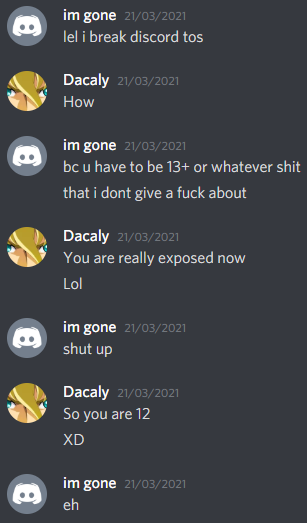 im gone 21/03/2021
lel i break discord tos
Dacaly 21/03/2021
How
im gone 21/03/2021
bc u have to be 13+ or whatever shit
that i dont give a fuck about
Dacaly 21/03/2021
You are really exposed now
Lol
im gone 21/03/2021
shut up
Dacaly 21/03/2021
So you are 12
XD
im gone 21/03/2021
eh